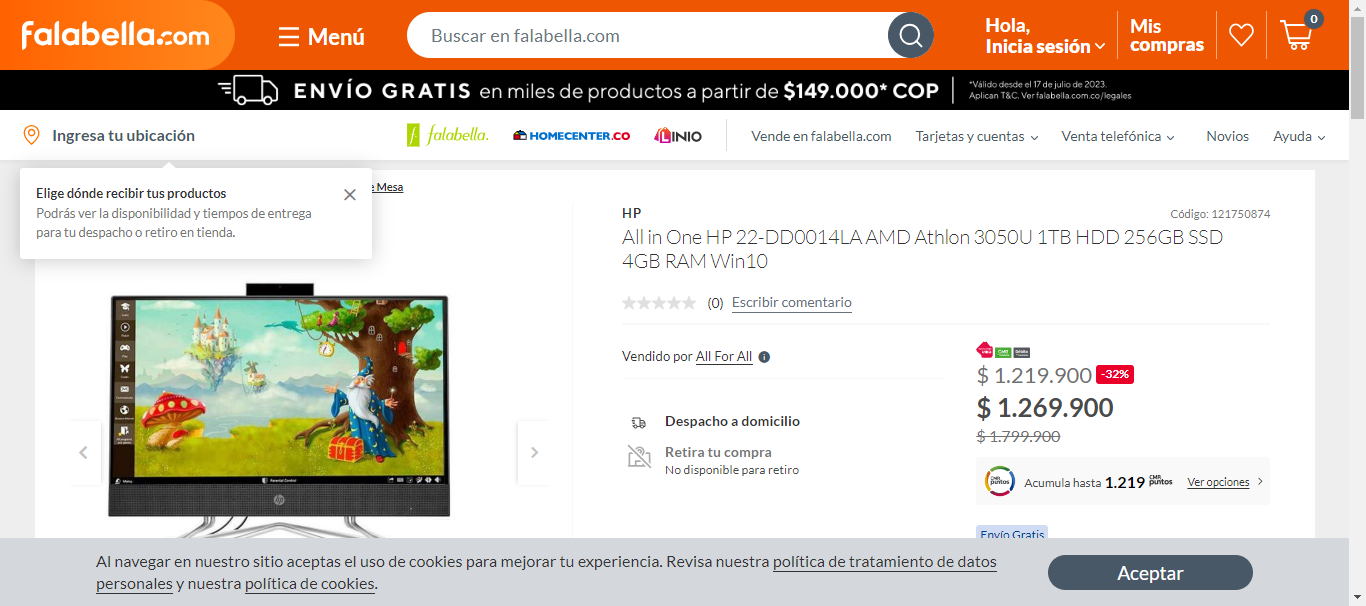 falabella.com
Menú
Buscar en falabella.com
Hola,
Inicia sesión
Mis
compras
0
ENVÍO GRATIS en miles de productos a partir de $149.000* COP
*Válido desde el 17 de julio de 2023.
Aplican T&C. Ver falabella.com.co/legales
Ingresa tu ubicación
falabella.
HOMECENTER.CO
LINIO
Vende en falabella.com
Tarjetas y cuentas
Venta telefónica
Novios
Ayuda
Elige dónde recibir tus productos
Podrás ver la disponibilidad y tiempos de entrega
para tu despacho o retiro en tienda.
e Mesa
HP
Código: 121750874
All in One HP 22-DD0014LA AMD Athlon 3050U 1TB HDD 256GB SSD
4GB RAM Win10
(0) Escribir comentario
Vendido por All For All
Despacho a domicilio
Retira tu compra
No disponible para retiro
$ 1.219.900 -32%
$ 1.269.900
$ 1.799.900
CMR puntos
Acumula hasta 1.219 CMR puntos Ver opciones
Envío Gratis
Parental Control
hp
Al navegar en nuestro sitio aceptas el uso de cookies para mejorar tu experiencia. Revisa nuestra política de tratamiento de datos
personales y nuestra política de cookies.
Aceptar